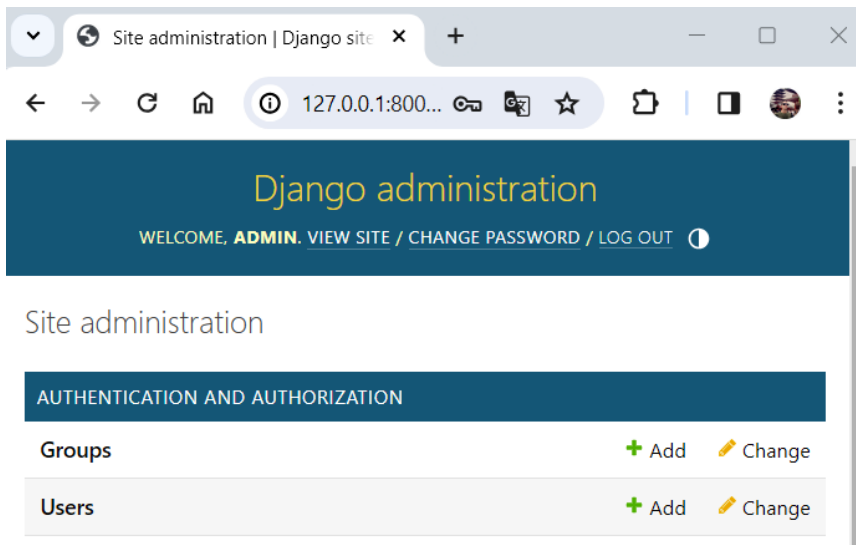 Site administration | Django site
127.0.0.1:800...
Django administration
WELCOME, ADMIN. VIEW SITE / CHANGE PASSWORD / LOG OUT
Site administration
AUTHENTICATION AND AUTHORIZATION
Groups Add Change
Users Add Change